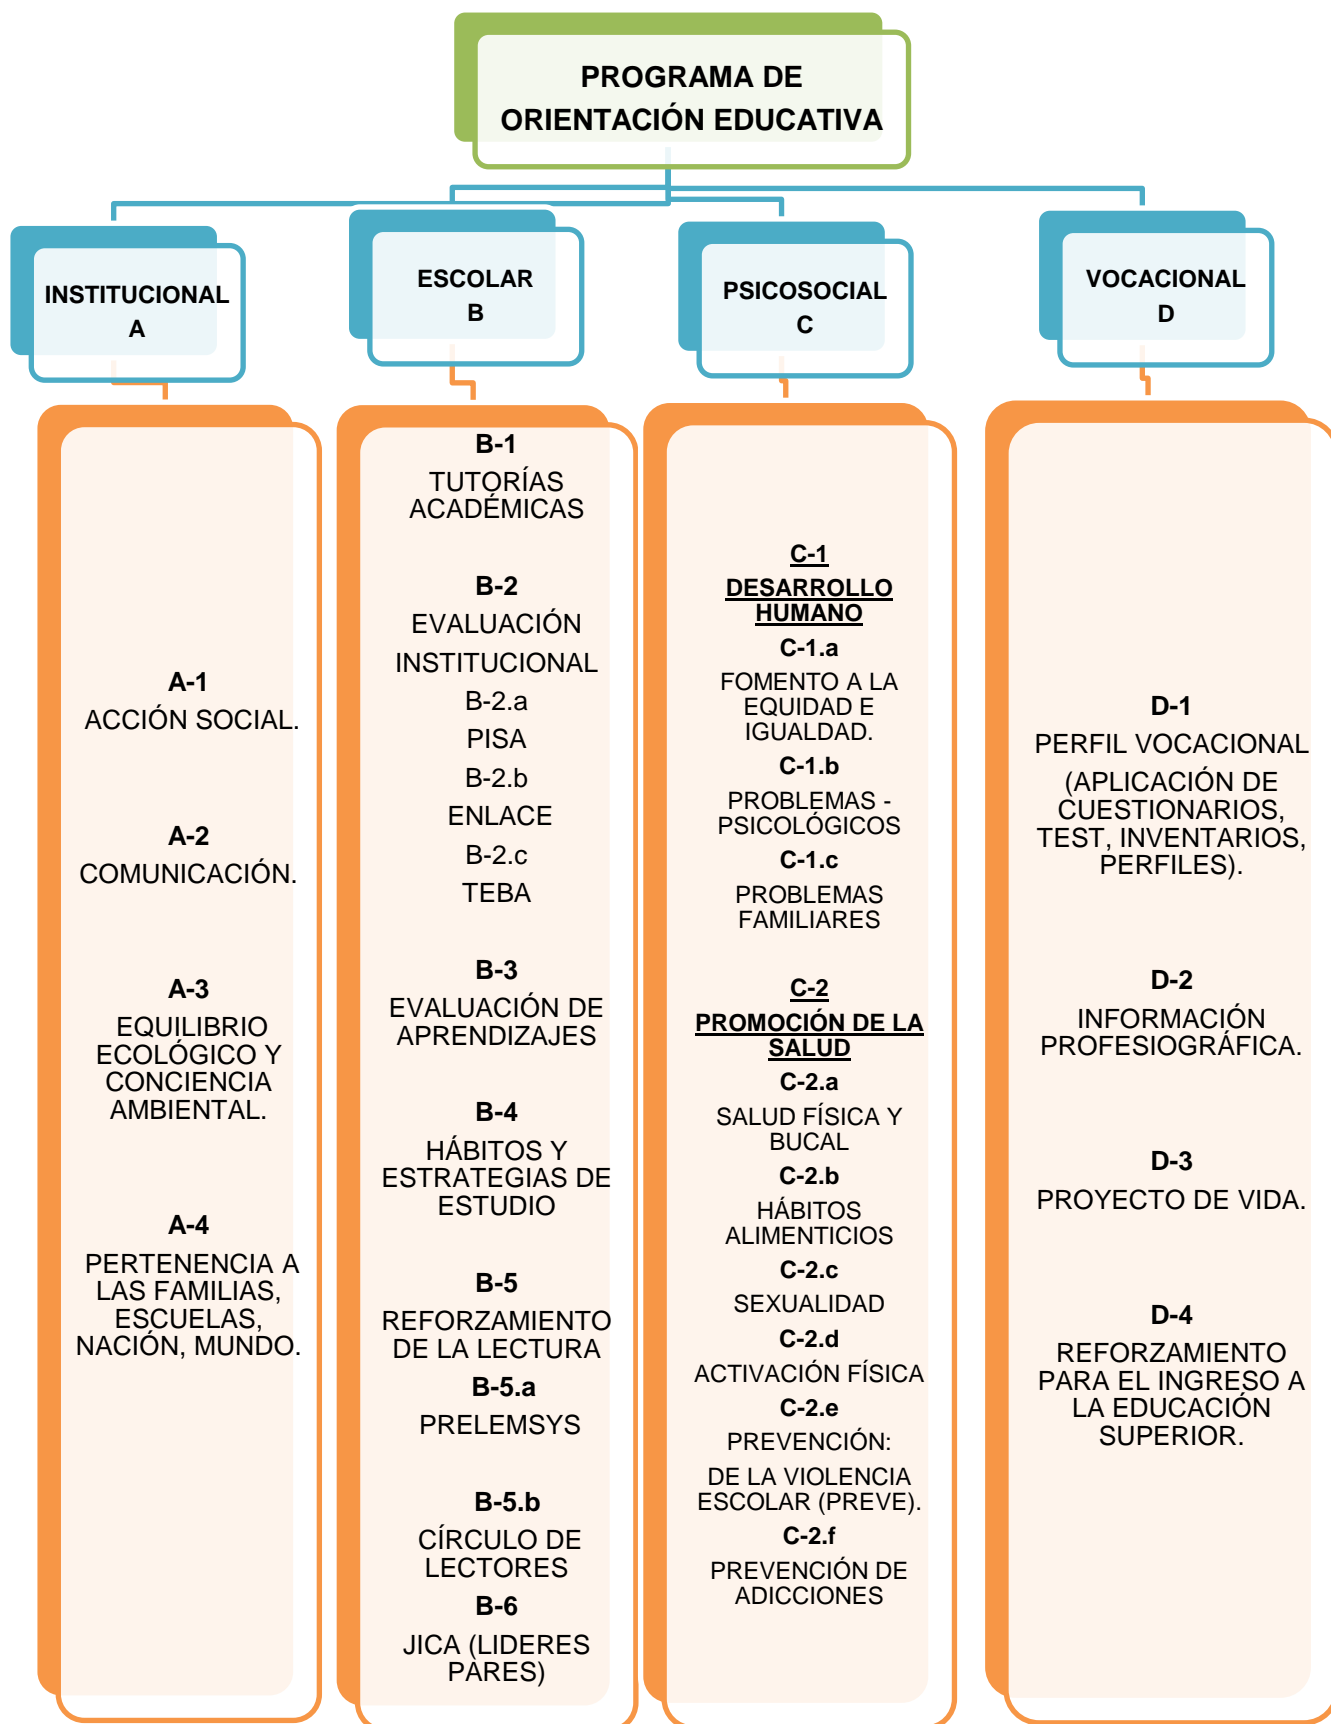 PROGRAMA DE
ORIENTACIÓN EDUCATIVA
INSTITUCIONAL
A
ESCOLAR
B
PSICOSOCIAL
C
VOCACIONAL
D
A-1
ACCIÓN SOCIAL.
A-2
COMUNICACIÓN.
A-3
EQUILIBRIO
ECOLÓGICO Y
CONCIENCIA
AMBIENTAL.
A-4
PERTENENCIA A
LAS FAMILIAS,
ESCUELAS,
NACIÓN, MUNDO.
B-1
TUTORÍAS
ACADÉMICAS
B-2
EVALUACIÓN
INSTITUCIONAL
B-2.a
PISA
B-2.b
ENLACE
B-2.c
TEBA
B-3
EVALUACIÓN DE
APRENDIZAJES
B-4
HÁBITOS Y
ESTRATEGIAS DE
ESTUDIO
B-5
REFORZAMIENTO
DE LA LECTURA
B-5.a
PRELEMSYS
B-5.b
CÍRCULO DE
LECTORES
B-6
JICA (LIDERES
PARES)
C-1
DESARROLLO
HUMANO
C-1.a
FOMENTO A LA
EQUIDAD E
IGUALDAD.
C-1.b
PROBLEMAS -
PSICOLÓGICOS
C-1.c
PROBLEMAS
FAMILIARES
C-2
PROMOCIÓN DE LA
SALUD
C-2.a
SALUD FÍSICA Y
BUCAL
C-2.b
HÁBITOS
ALIMENTICIOS
C-2.c
SEXUALIDAD
C-2.d
ACTIVACIÓN FÍSICA
C-2.e
PREVENCIÓN:
DE LA VIOLENCIA
ESCOLAR (PREVE).
C-2.f
PREVENCIÓN DE
ADICCIONES
D-1
PERFIL VOCACIONAL
(APLICACIÓN DE
CUESTIONARIOS,
TEST, INVENTARIOS,
PERFILES).
D-2
INFORMACIÓN
PROFESIOGRÁFICA.
D-3
PROYECTO DE VIDA.
D-4
REFORZAMIENTO
PARA EL INGRESO A
LA EDUCACIÓN
SUPERIOR.